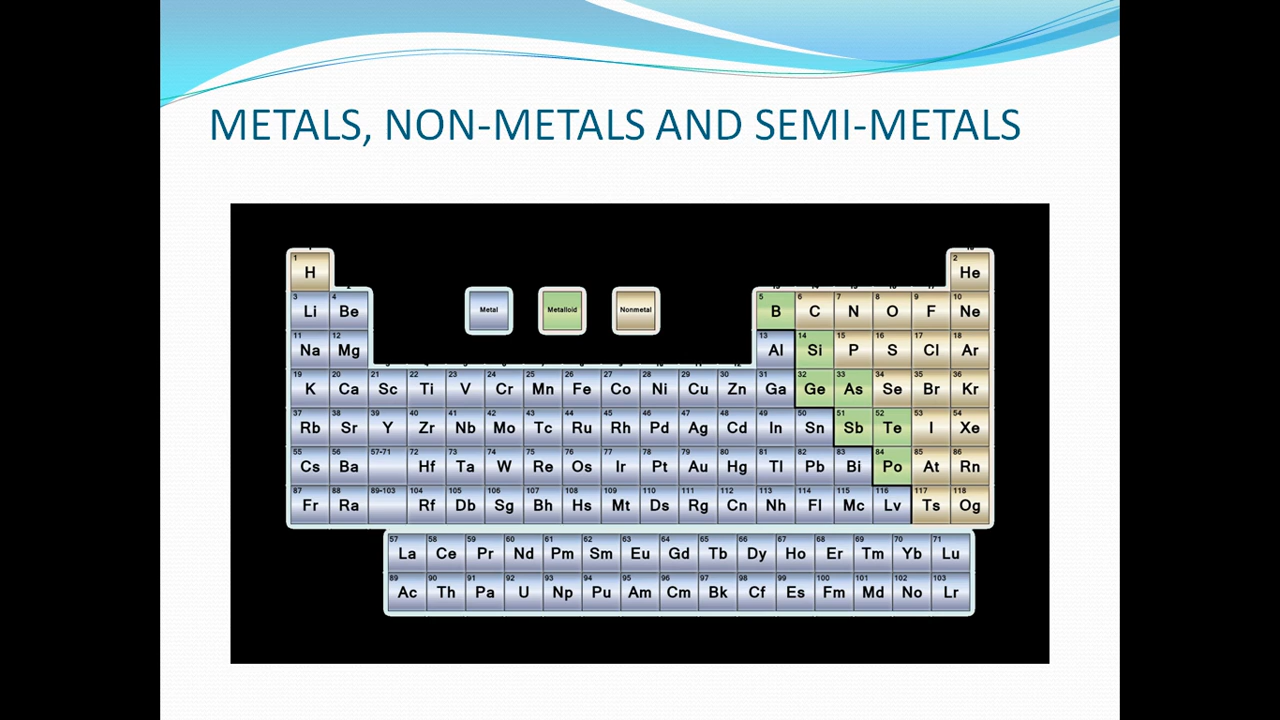 METALS, NON-METALS AND SEMI-METALS
1 H 2 He
3 Li 4 Be Metal Metalloid Nonmetal 5 B 6 C 7 N 8 O 9 F 10 Ne
11 Na 12 Mg 13 Al 14 Si 15 P 16 S 17 Cl 18 Ar
19 K 20 Ca 21 Sc 22 Ti 23 V 24 Cr 25 Mn 26 Fe 27 Co 28 Ni 29 Cu 30 Zn 31 Ga 32 Ge 33 As 34 Se 35 Br 36 Kr
37 Rb 38 Sr 39 Y 40 Zr 41 Nb 42 Mo 43 Tc 44 Ru 45 Rh 46 Pd 47 Ag 48 Cd 49 In 50 Sn 51 Sb 52 Te 53 I 54 Xe
55 Cs 56 Ba 57-71 72 Hf 73 Ta 74 W 75 Re 76 Os 77 Ir 78 Pt 79 Au 80 Hg 81 Tl 82 Pb 83 Bi 84 Po 85 At 86 Rn
87 Fr 88 Ra 89-103 104 Rf 105 Db 106 Sg 107 Bh 108 Hs 109 Mt 110 Ds 111 Rg 112 Cn 113 Nh 114 Fl 115 Mc 116 Lv 117 Ts 118 Og
57 La 58 Ce 59 Pr 60 Nd 61 Pm 62 Sm 63 Eu 64 Gd 65 Tb 66 Dy 67 Ho 68 Er 69 Tm 70 Yb 71 Lu
89 Ac 90 Th 91 Pa 92 U 93 Np 94 Pu 95 Am 96 Cm 97 Bk 98 Cf 99 Es 100 Fm 101 Md 102 No 103 Lr